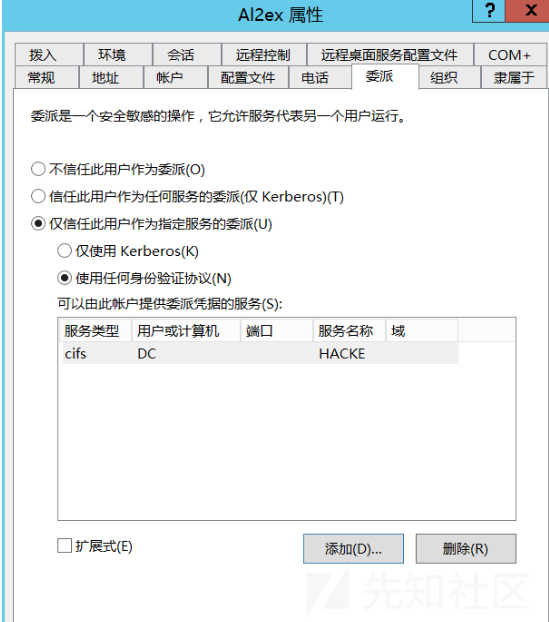 Al2ex 属性
? x
拨入 环境 会话 远程控制 远程桌面服务配置文件 COM+
常规 地址 帐户 配置文件 电话 委派 组织 隶属于
委派是一个安全敏感的操作，它允许服务代表另一个用户运行。
不信任此用户作为委派(O)
信任此用户作为任何服务的委派(仅 Kerberos)(T)
仅信任此用户作为指定服务的委派(U)
仅使用 Kerberos(K)
使用任何身份验证协议(N)
可以由此帐户提供委派凭据的服务(S):
服务类型 用户或计算机 端口 服务名称 域
cifs DC HACKE
扩展式(E) 添加(D)... 删除(R)
先知社区